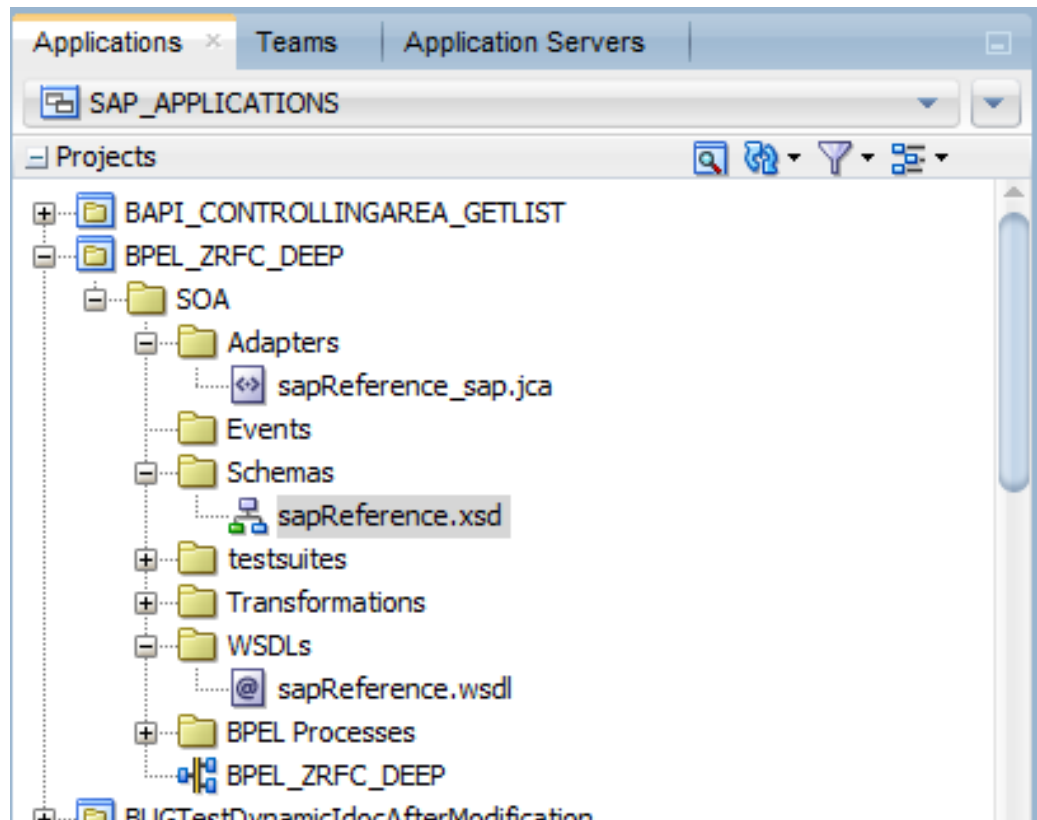 Applications Teams Application Servers
SAP_APPLICATIONS
Projects
BAPI_CONTROLLINGAREA_GETLIST
BPEL_ZRFC_DEEP
SOA
Adapters
sapReference_sap.jca
Events
Schemas
sapReference.xsd
testsuites
Transformations
WSDLs
sapReference.wsdl
BPEL Processes
BPEL_ZRFC_DEEP
BUGTestDynamicIdocAfterModification